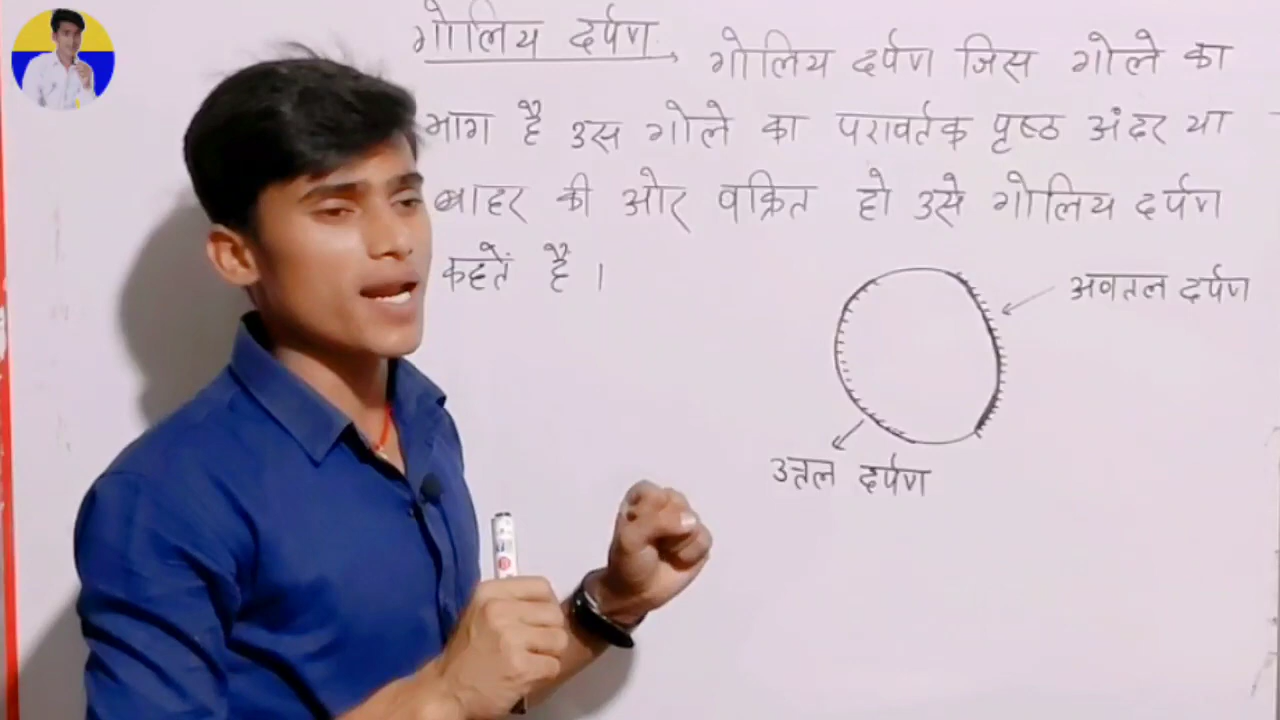 गोलिय दर्पण, गोलिय दर्पण जिस गोले का
भाग है उस गोले का परावर्तक पृष्ठ अंदर या
बाहर की ओर वक्रित हो उसे गोलिय दर्पण
कहतें है ।
अवतल दर्पण
उत्तल दर्पण